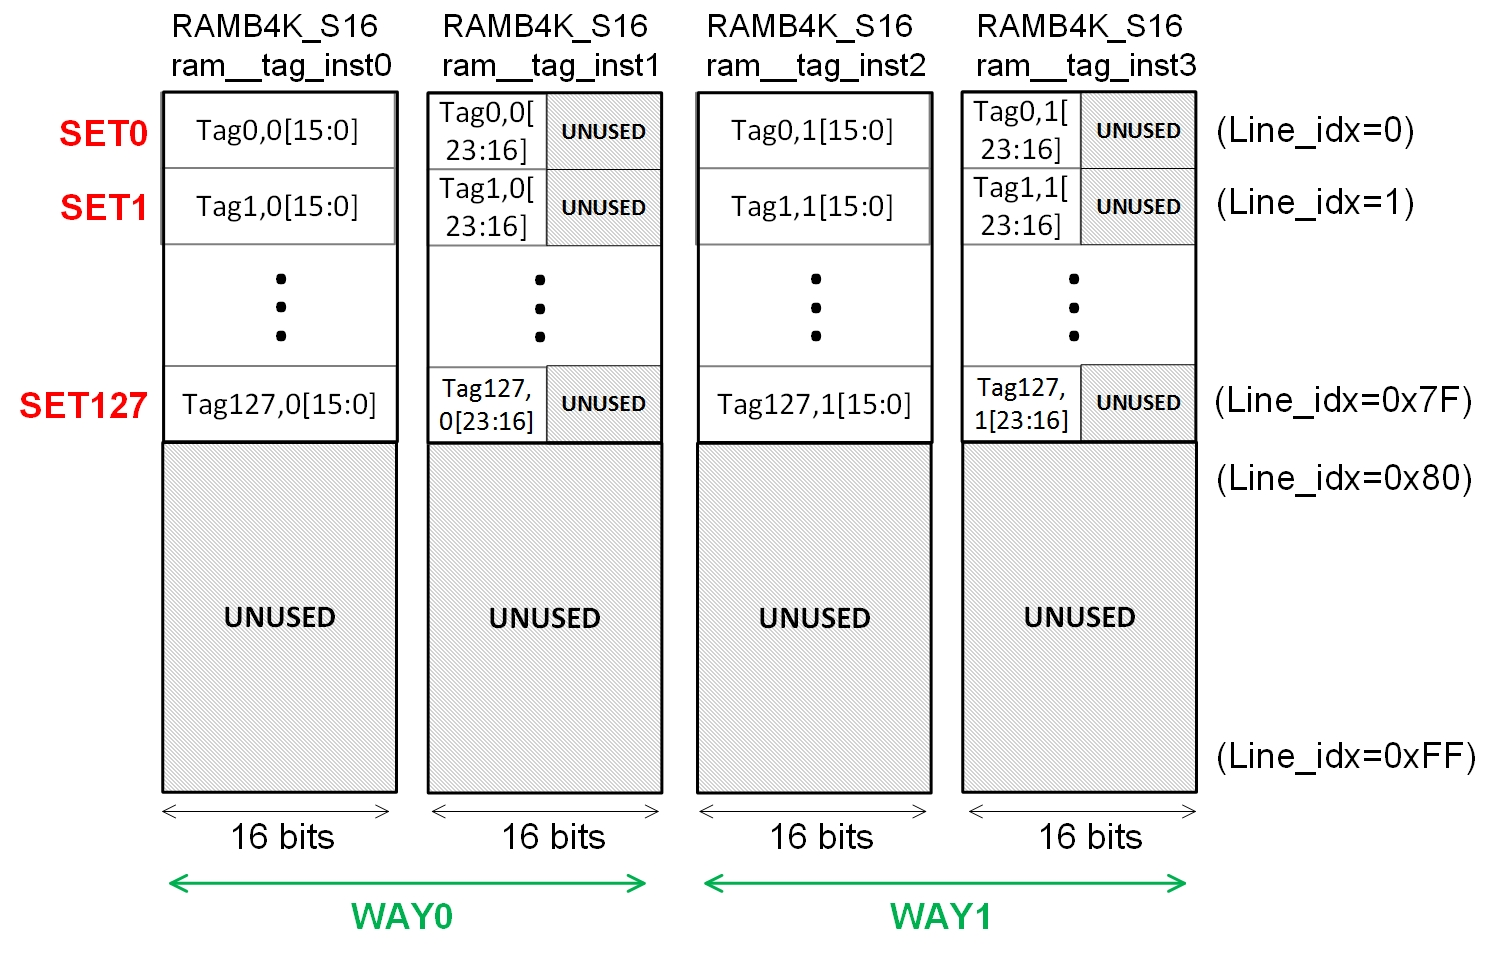 RAMB4K_S16 RAMB4K_S16 RAMB4K_S16 RAMB4K_S16
ram__tag_inst0 ram__tag_inst1 ram__tag_inst2 ram__tag_inst3
SET0
Tag0,0[15:0]
Tag0,0[
23:16]
UNUSED
Tag0,1[15:0]
Tag0,1[
23:16]
UNUSED
(Line_idx=0)
SET1
Tag1,0[15:0]
Tag1,0[
23:16]
UNUSED
Tag1,1[15:0]
Tag1,1[
23:16]
UNUSED
(Line_idx=1)
SET127
Tag127,0[15:0]
Tag127,
0[23:16]
UNUSED
Tag127,1[15:0]
Tag127,
1[23:16]
UNUSED
(Line_idx=0x7F)
(Line_idx=0x80)
UNUSED UNUSED UNUSED UNUSED
(Line_idx=0xFF)
16 bits 16 bits 16 bits 16 bits
WAY0 WAY1